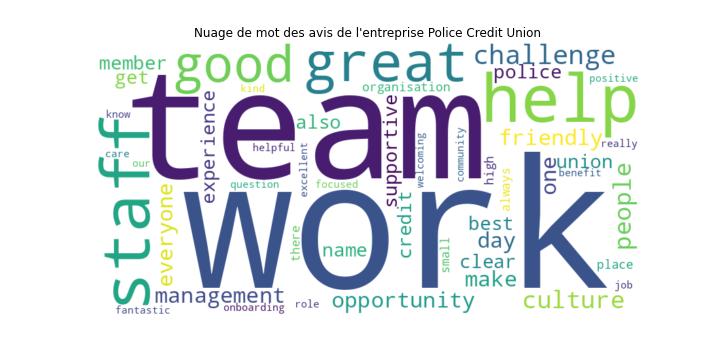 Nuage de mot des avis de l'entreprise Police Credit Union
member
good
great
challenge
get
police
positive
kind
organisation
help
know
team
staff
experience
also
supportive
welcoming
community
friendly
really
care
helpful
excellent
high
one
union
our
benefit
question
focused
always
people
everyone
work
there
name
credit
small
best
day
clear
place
make
job
management
opportunity
culture
fantastic
onboarding
role